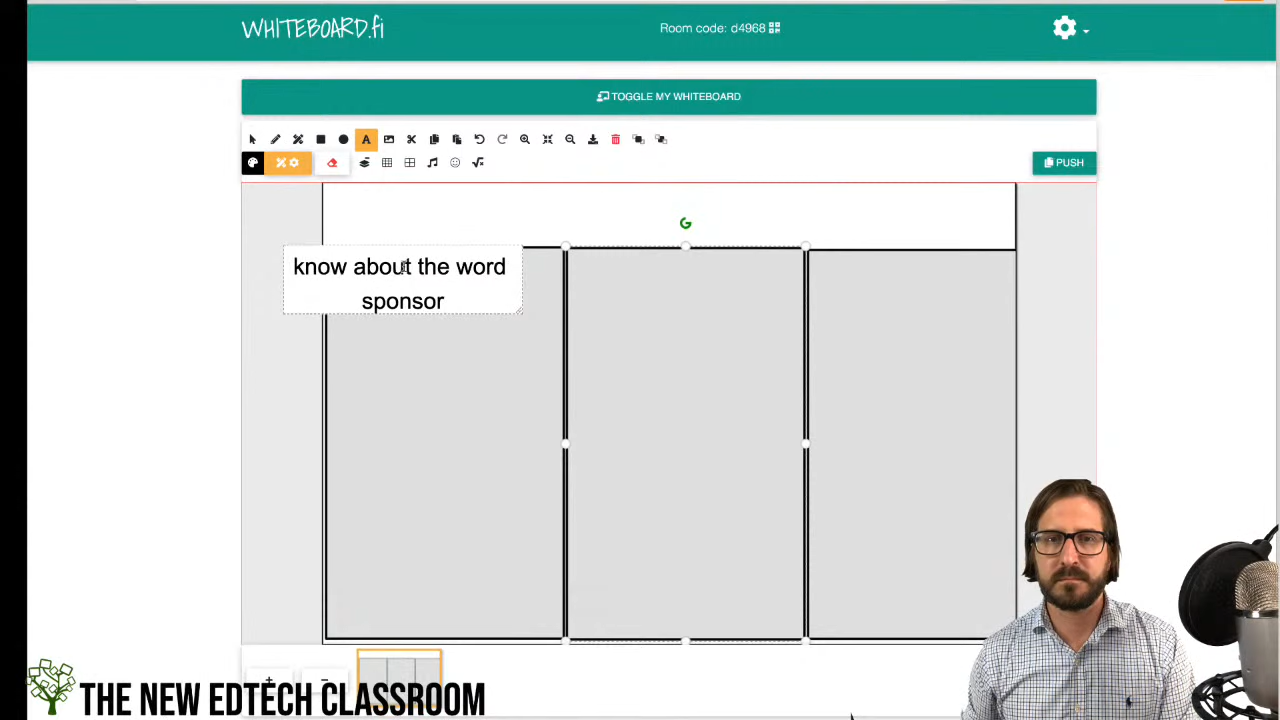 WHITEBOARD.fi
Room code: d4968
TOGGLE MY WHITEBOARD
A
PUSH
know about the word
sponsor
THE NEW EDTECH CLASSROOM